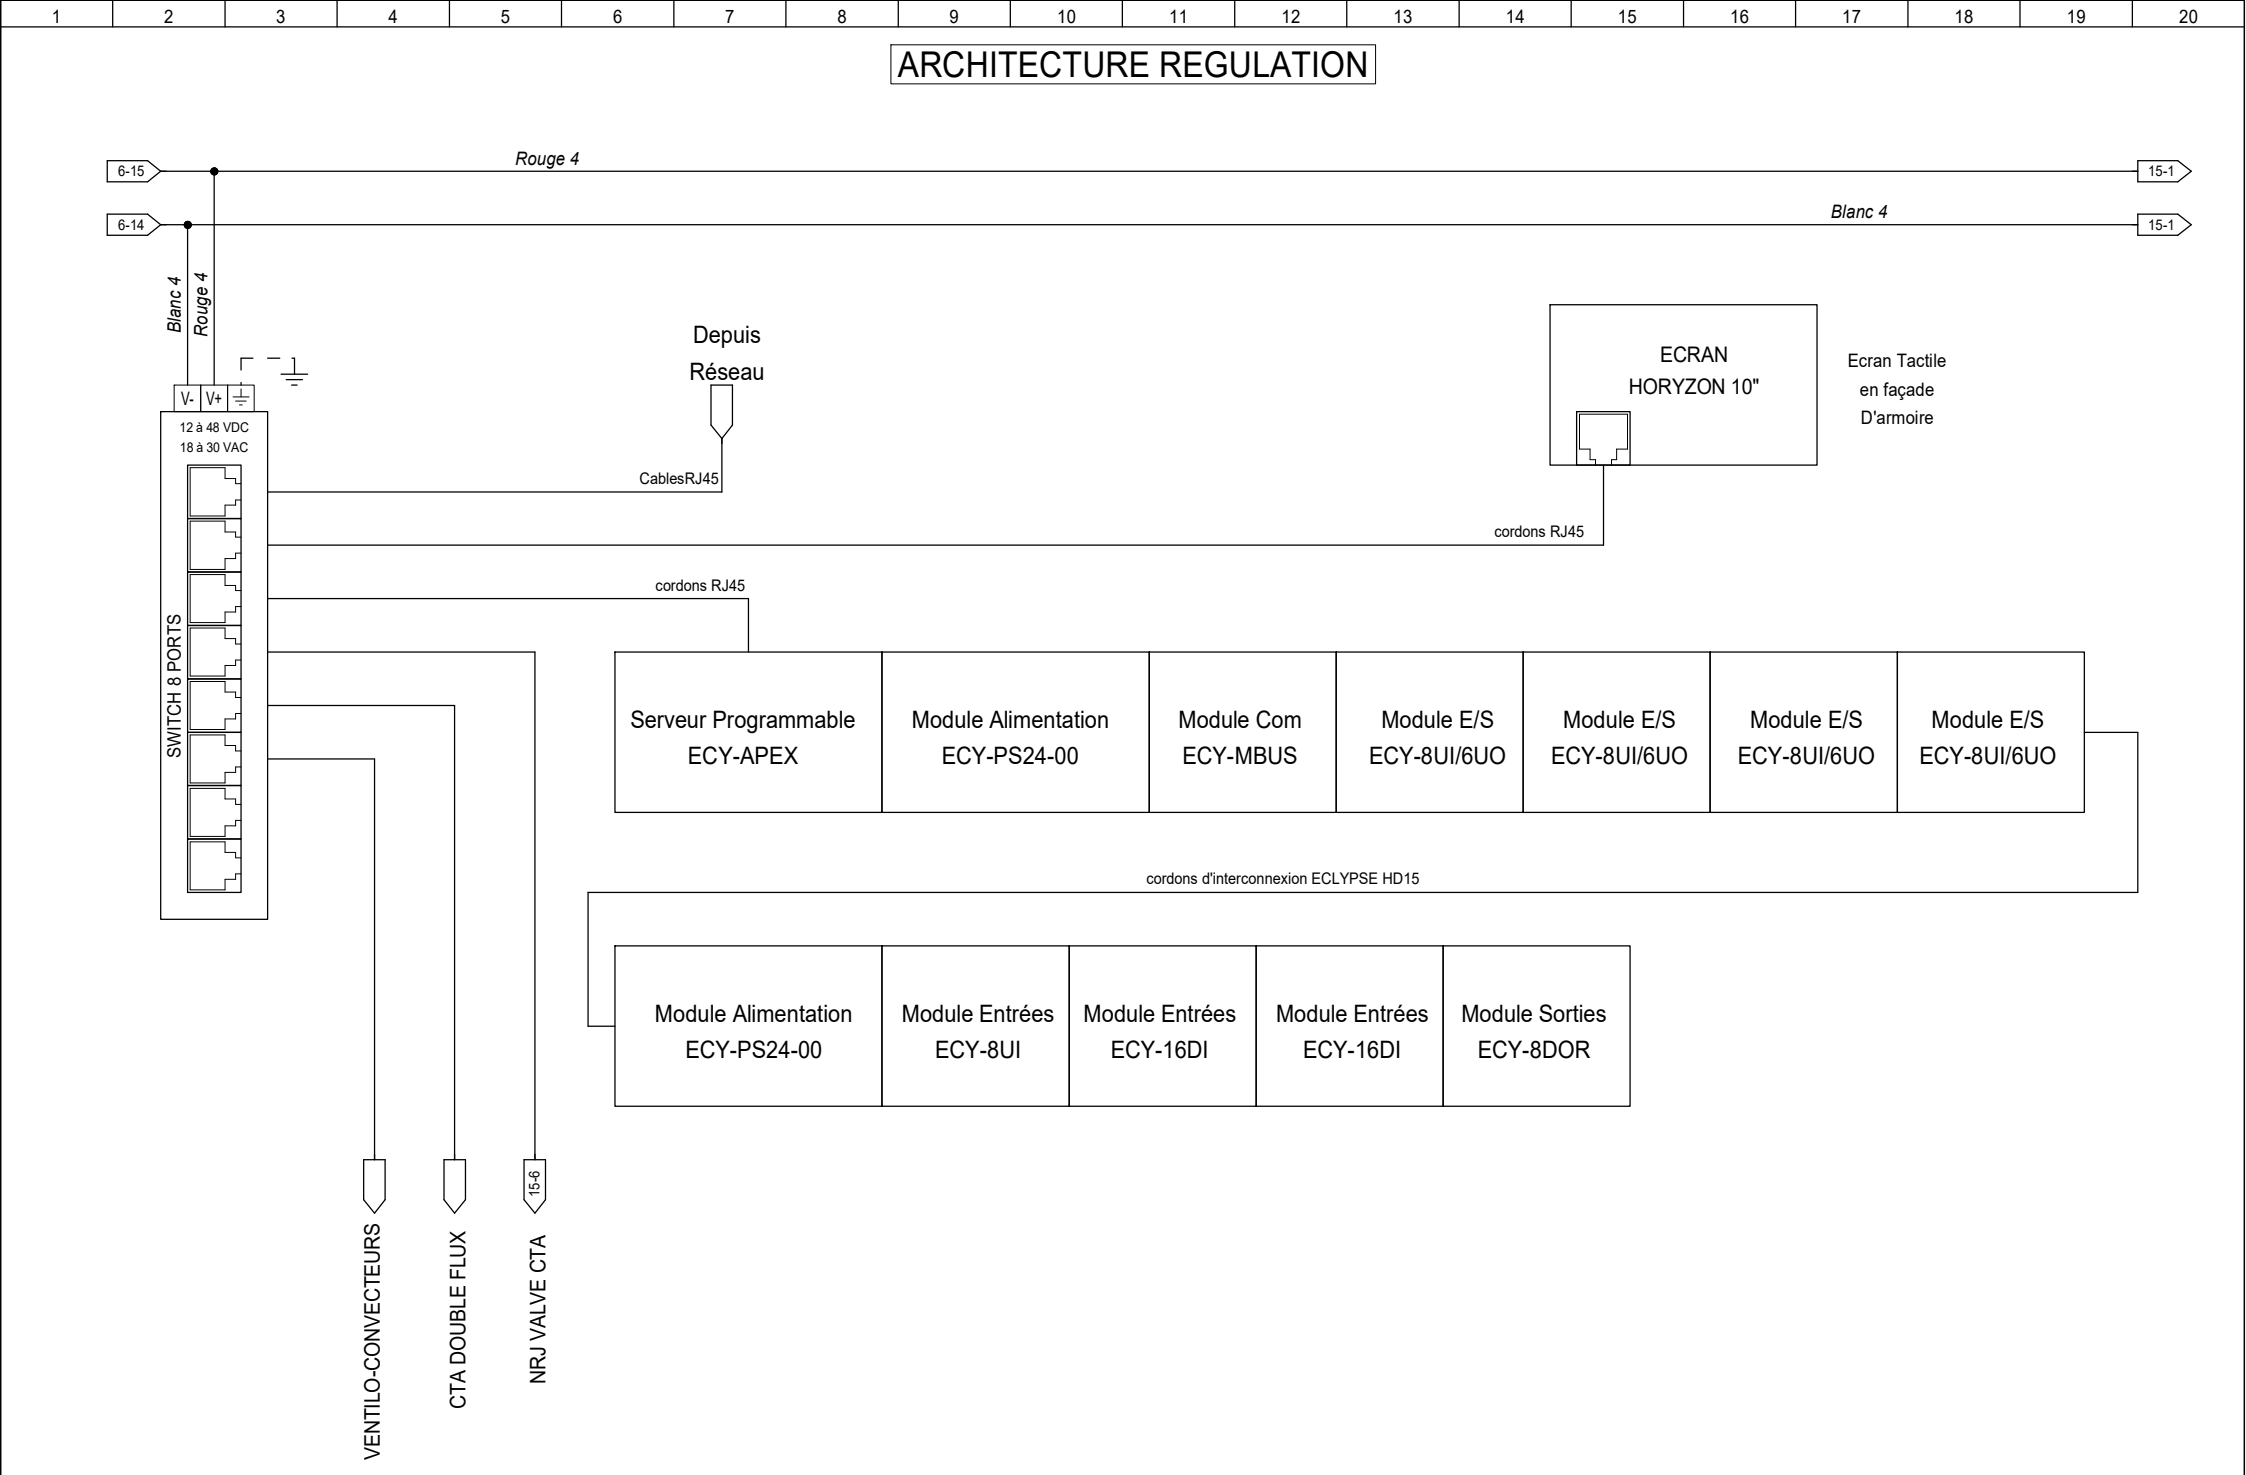 1 2 3 4 5 6 7 8 9 10 11 12 13 14 15 16 17 18 19 20
ARCHITECTURE REGULATION
6-15
Rouge 4
15-1
6-14
Blanc 4
15-1
Blanc 4
Rouge 4
V- V+
12 à 48 VDC
18 à 30 VAC
SWITCH 8 PORTS
Depuis
Réseau
CablesRJ45
ECRAN
HORYZON 10"
Ecran Tactile
en façade
D'armoire
cordons RJ45
cordons RJ45
Serveur Programmable
ECY-APEX
Module Alimentation
ECY-PS24-00
Module Com
ECY-MBUS
Module E/S
ECY-8UI/6UO
Module E/S
ECY-8UI/6UO
Module E/S
ECY-8UI/6UO
Module E/S
ECY-8UI/6UO
cordons d'interconnexion ECLYPSE HD15
Module Alimentation
ECY-PS24-00
Module Entrées
ECY-8UI
Module Entrées
ECY-16DI
Module Entrées
ECY-16DI
Module Sorties
ECY-8DOR
15-6
VENTILO-CONVECTEURS
CTA DOUBLE FLUX
NRJ VALVE CTA